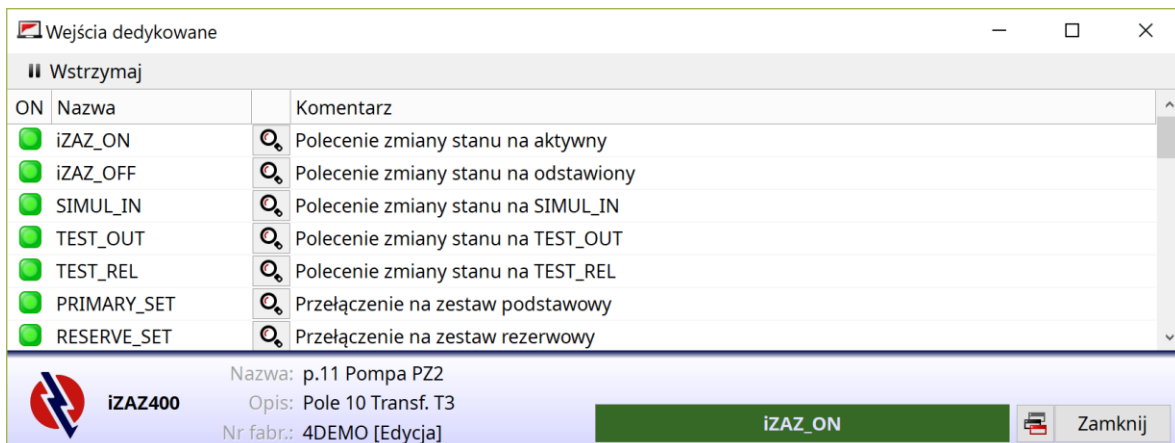 Wejścia dedykowane
Wstrzymaj
ON Nazwa Komentarz
iZAZ_ON Polecenie zmiany stanu na aktywny
iZAZ_OFF Polecenie zmiany stanu na odstawiony
SIMUL_IN Polecenie zmiany stanu na SIMUL_IN
TEST_OUT Polecenie zmiany stanu na TEST_OUT
TEST_REL Polecenie zmiany stanu na TEST_REL
PRIMARY_SET Przełączenie na zestaw podstawowy
RESERVE_SET Przełączenie na zestaw rezerwowy
Nazwa: p.11 Pompa PZ2
iZAZ400 Opis: Pole 10 Transf. T3
Nr fabr.: 4DEMO [Edycja]
iZAZ_ON Zamknij